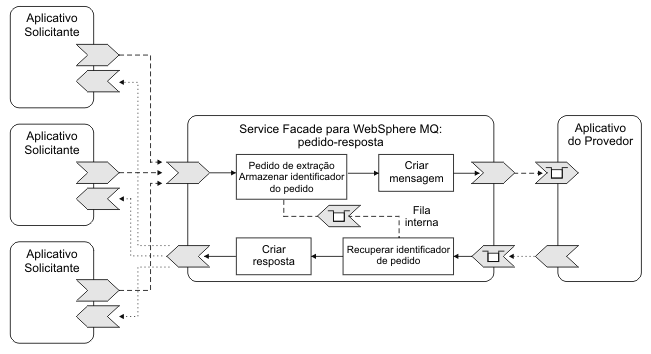 Aplicativo
Solicitante
Aplicativo
Solicitante
Aplicativo
Solicitante
Service Facade para WebSphere MQ:
pedido-resposta
Pedido de extração
Armazenar identificador
do pedido
Criar
mensagem
Fila
interna
Criar
resposta
Recuperar identificador
de pedido
Aplicativo
do Provedor